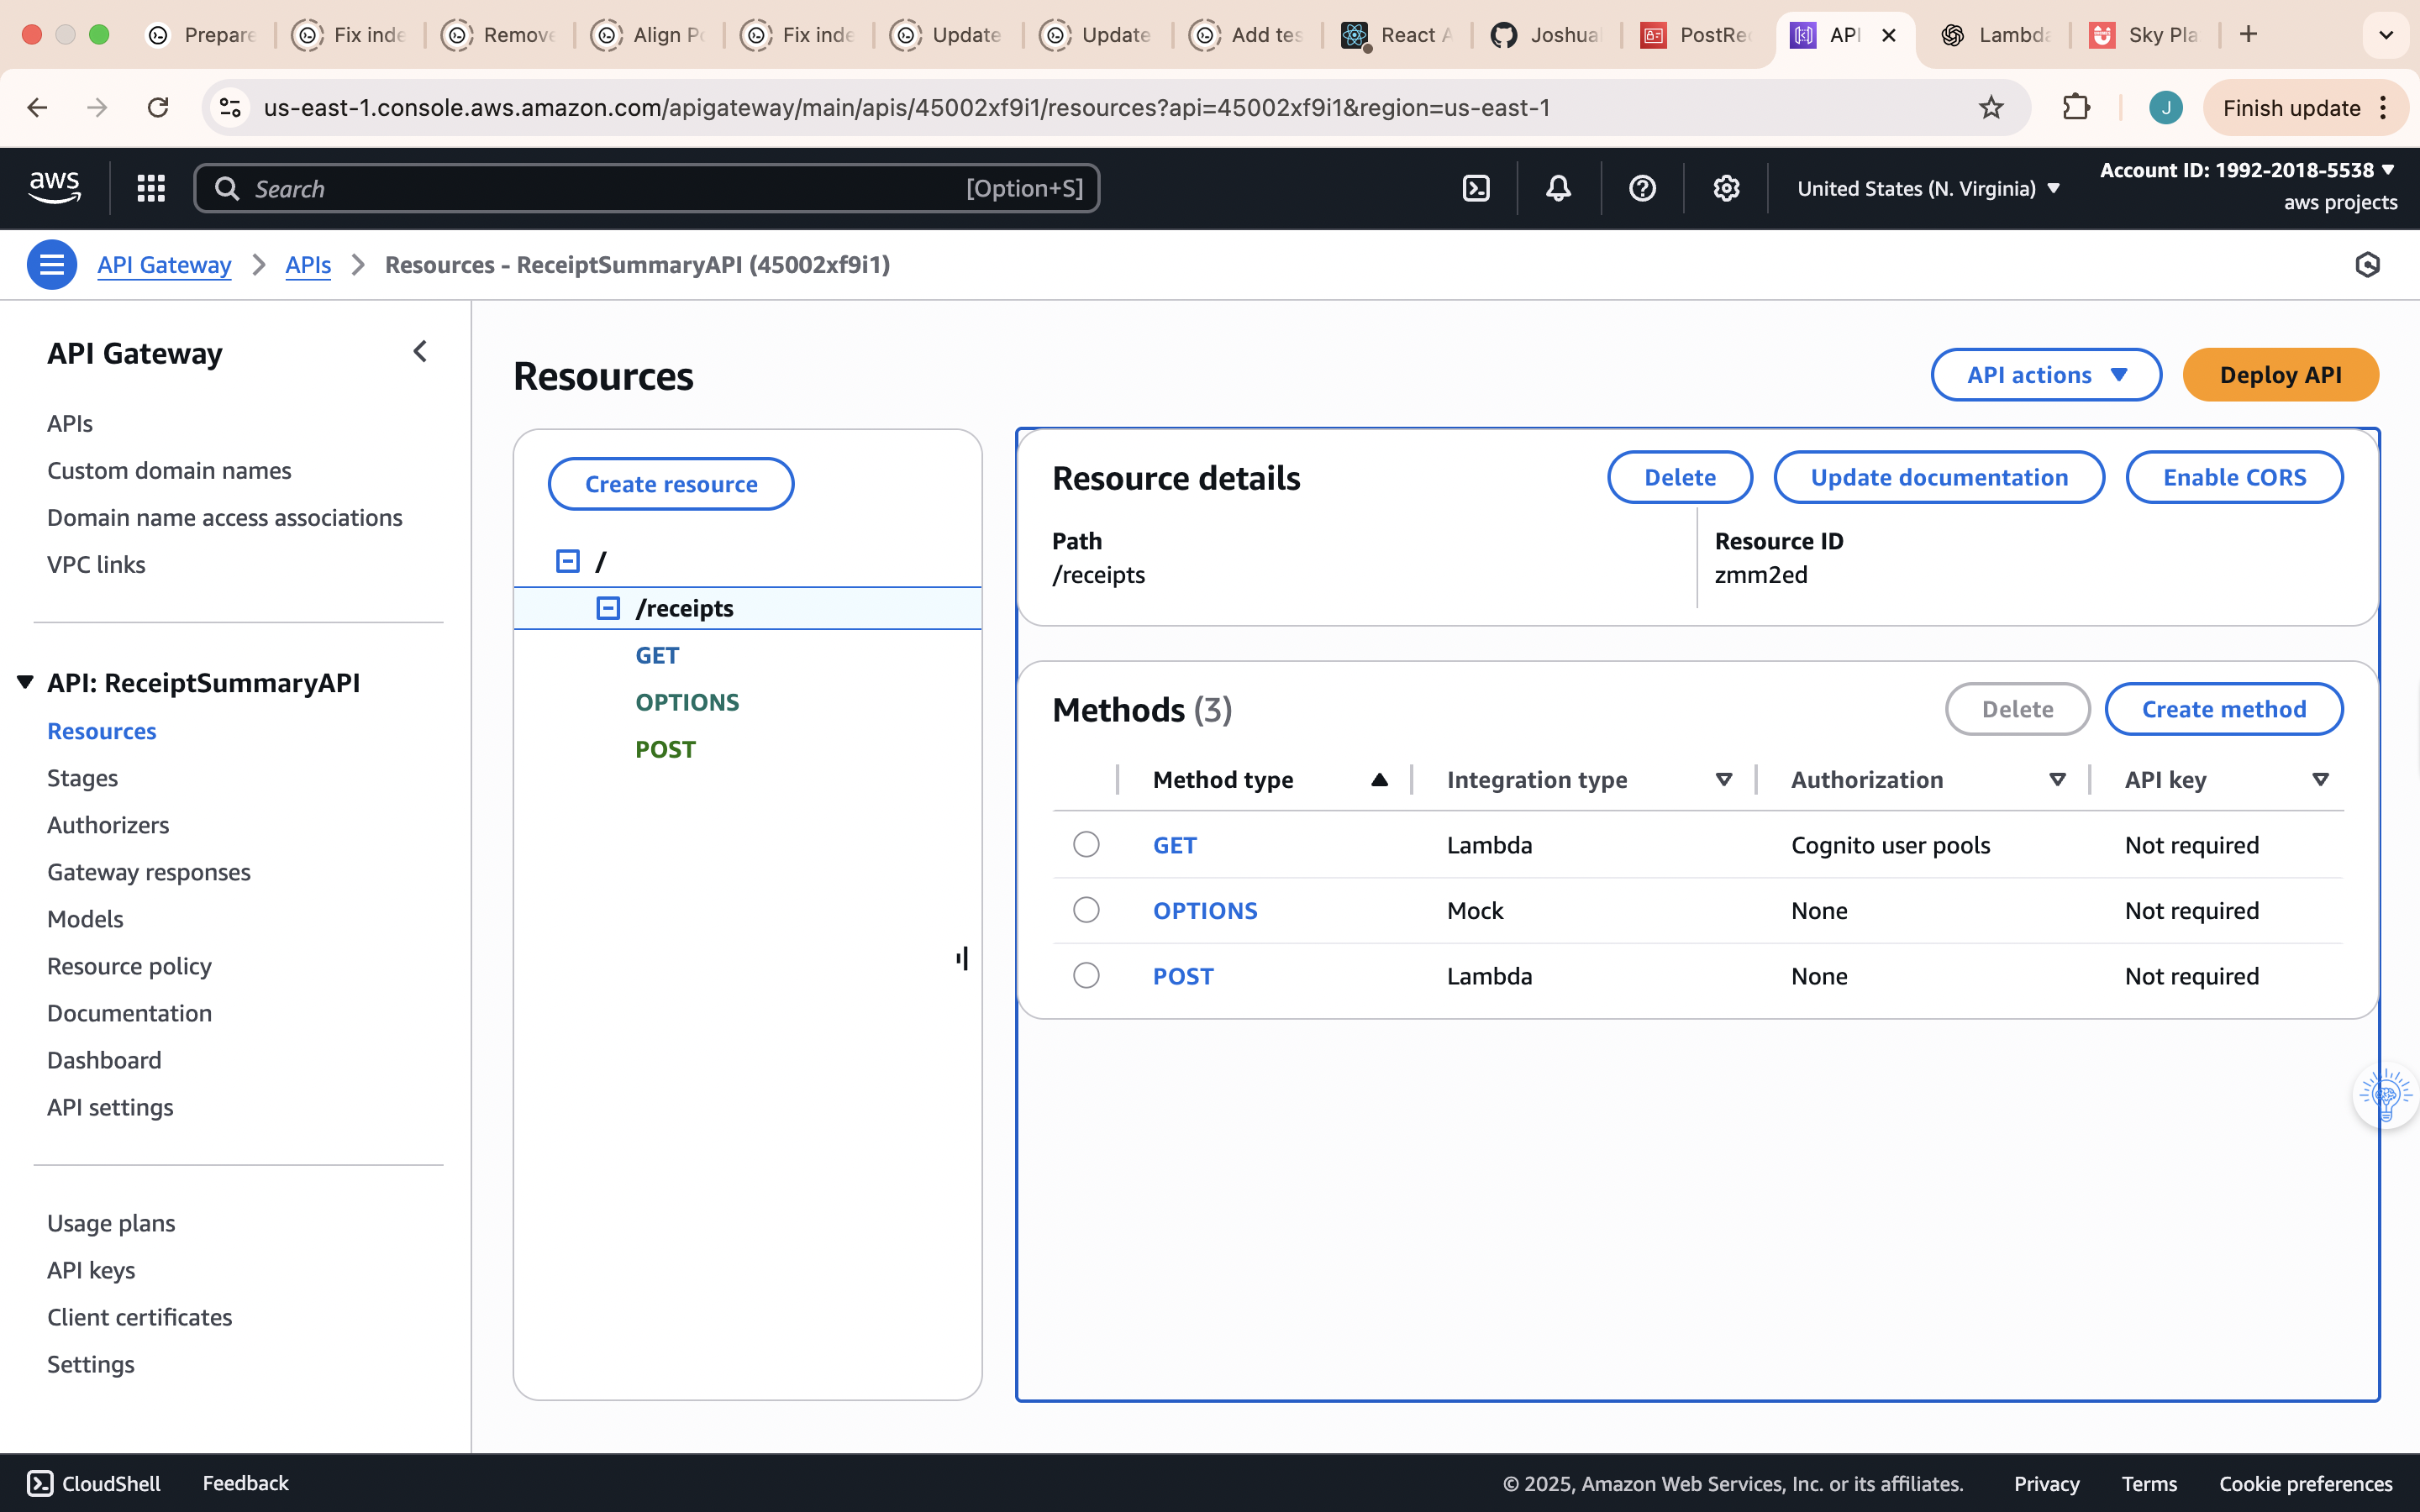 Prepare
Fix inde
Remove
Align Po
Fix inde
Update
Update
Add tes
React A
Joshua
PostRec
API
Lambda
Sky Pla
us-east-1.console.aws.amazon.com/apigateway/main/apis/45002xf9i1/resources?api=45002xf9i1&region=us-east-1
J
Finish update
aws
Search
[Option+S]
United States (N. Virginia)
Account ID: 1992-2018-5538
aws projects
API Gateway
APIs
Resources - ReceiptSummaryAPI (45002xf9i1)
API Gateway
APIs
Custom domain names
Domain name access associations
VPC links
API: ReceiptSummaryAPI
Resources
Stages
Authorizers
Gateway responses
Models
Resource policy
Documentation
Dashboard
API settings
Usage plans
API keys
Client certificates
Settings
Resources
API actions
Deploy API
Create resource
/
/receipts
GET
OPTIONS
POST
Resource details
Delete
Update documentation
Enable CORS
Path
/receipts
Resource ID
zmm2ed
Methods (3)
Delete
Create method
Method type Integration type Authorization API key
GET Lambda Cognito user pools Not required
OPTIONS Mock None Not required
POST Lambda None Not required
CloudShell
Feedback
© 2025, Amazon Web Services, Inc. or its affiliates.
Privacy
Terms
Cookie preferences